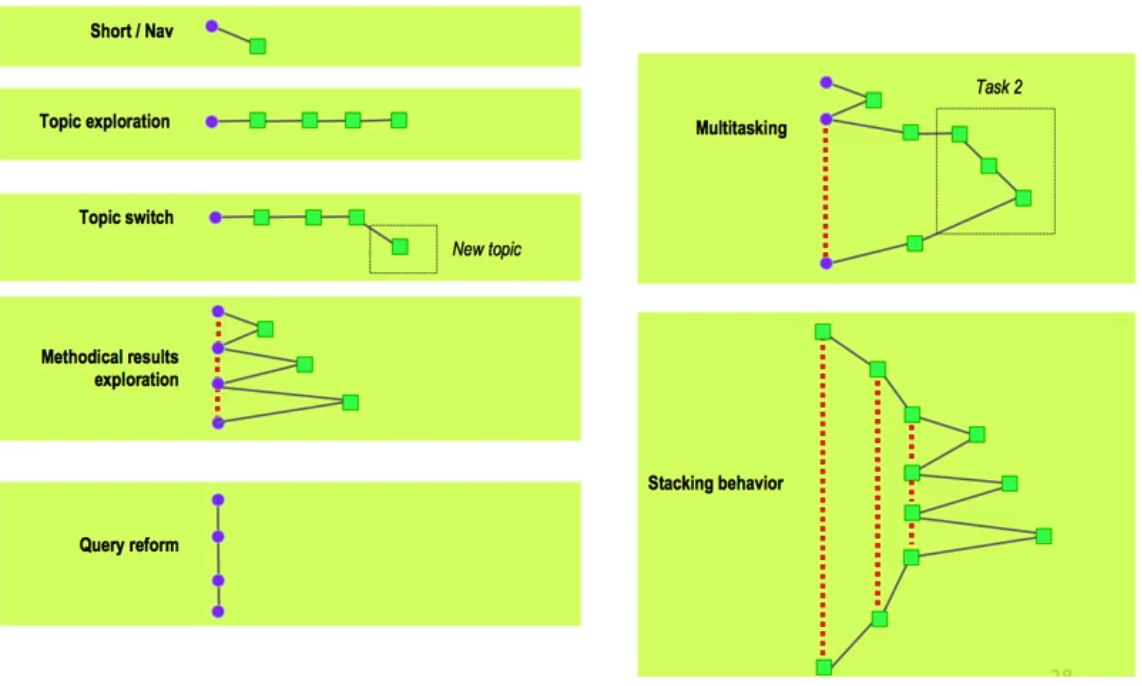 Short / Nav
Topic exploration
Topic switch
New topic
Methodical results
exploration
Query reform
Multitasking
Task 2
Stacking behavior